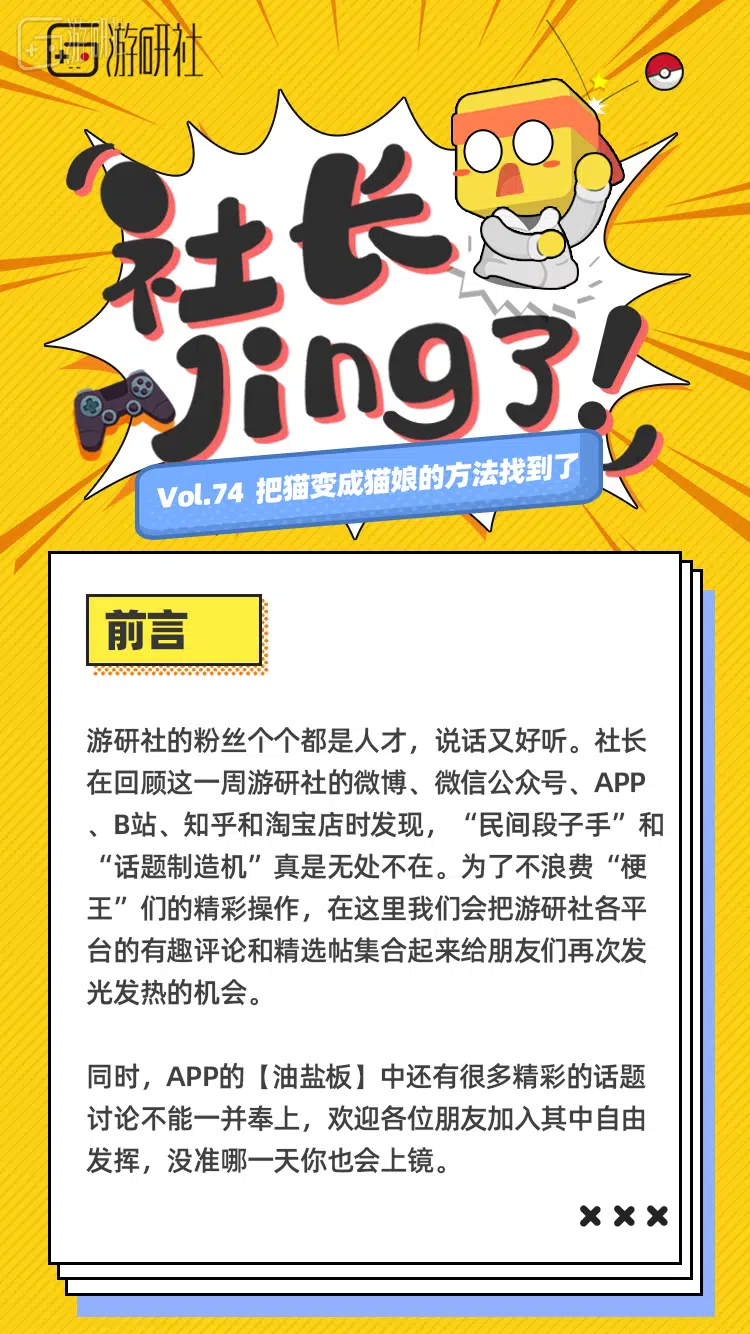 游研社
社长
Jing了!
Vol.74 把猫变成猫娘的方法找到了
前言
游研社的粉丝个个都是人才，说话又好听。社长
在回顾这一周游研社的微博、微信公众号、APP
、B站、知乎和淘宝店时发现，“民间段子手”和
“话题制造机”真是无处不在。为了不浪费“梗
王”们的精彩操作，在这里我们会把游研社各平
台的有趣评论和精选帖集合起来给朋友们再次发
光发热的机会。
同时，APP的【油盐板】中还有很多精彩的话题
讨论不能一并奉上，欢迎各位朋友加入其中自由
发挥，没准哪一天你也会上镜。